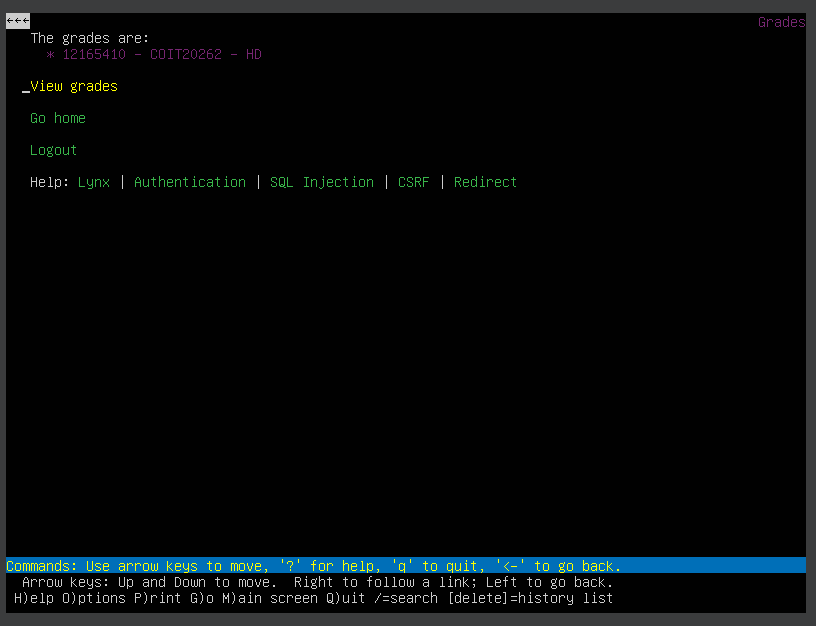 ←←← Grades
The grades are:
* 12165410 - COIT20262 - HD
_View grades
Go home
Logout
Help: Lynx | Authentication | SQL Injection | CSRF | Redirect
Commands: Use arrow keys to move, '?' for help, 'q' to quit, '<-' to go back.
Arrow keys: Up and Down to move.  Right to follow a link; Left to go back.
H)elp O)ptions P)rint G)o M)ain screen Q)uit /=search [delete]=history list